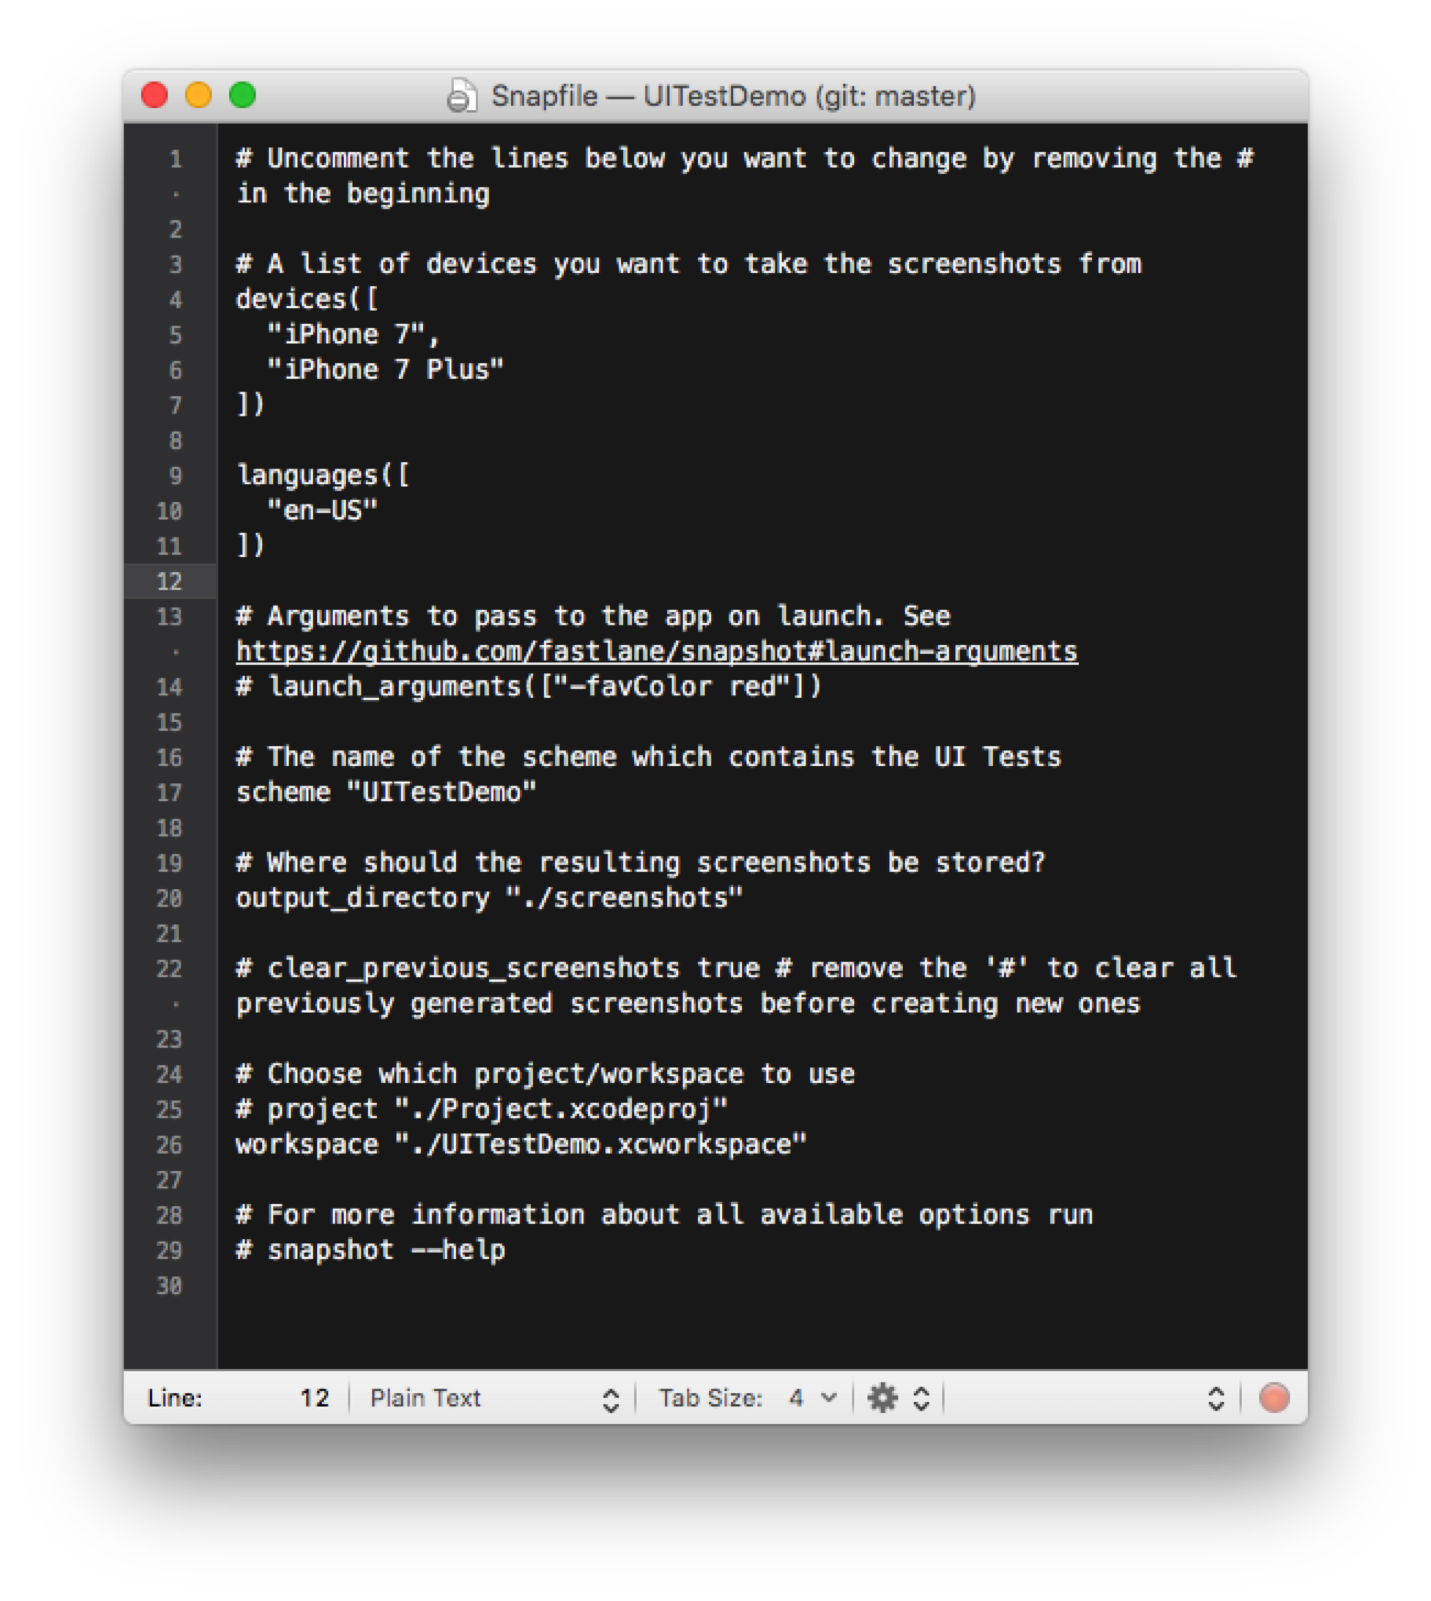 Snapfile — UITestDemo (git: master)
1 # Uncomment the lines below you want to change by removing the #
· in the beginning
2
3 # A list of devices you want to take the screenshots from
4 devices([
5   "iPhone 7",
6   "iPhone 7 Plus"
7 ])
8
9 languages([
10   "en-US"
11 ])
12
13 # Arguments to pass to the app on launch. See
· https://github.com/fastlane/snapshot#launch-arguments
14 # launch_arguments(["-favColor red"])
15
16 # The name of the scheme which contains the UI Tests
17 scheme "UITestDemo"
18
19 # Where should the resulting screenshots be stored?
20 output_directory "./screenshots"
21
22 # clear_previous_screenshots true # remove the '#' to clear all
· previously generated screenshots before creating new ones
23
24 # Choose which project/workspace to use
25 # project "./Project.xcodeproj"
26 workspace "./UITestDemo.xcworkspace"
27
28 # For more information about all available options run
29 # snapshot --help
30
Line: 12 Plain Text Tab Size: 4